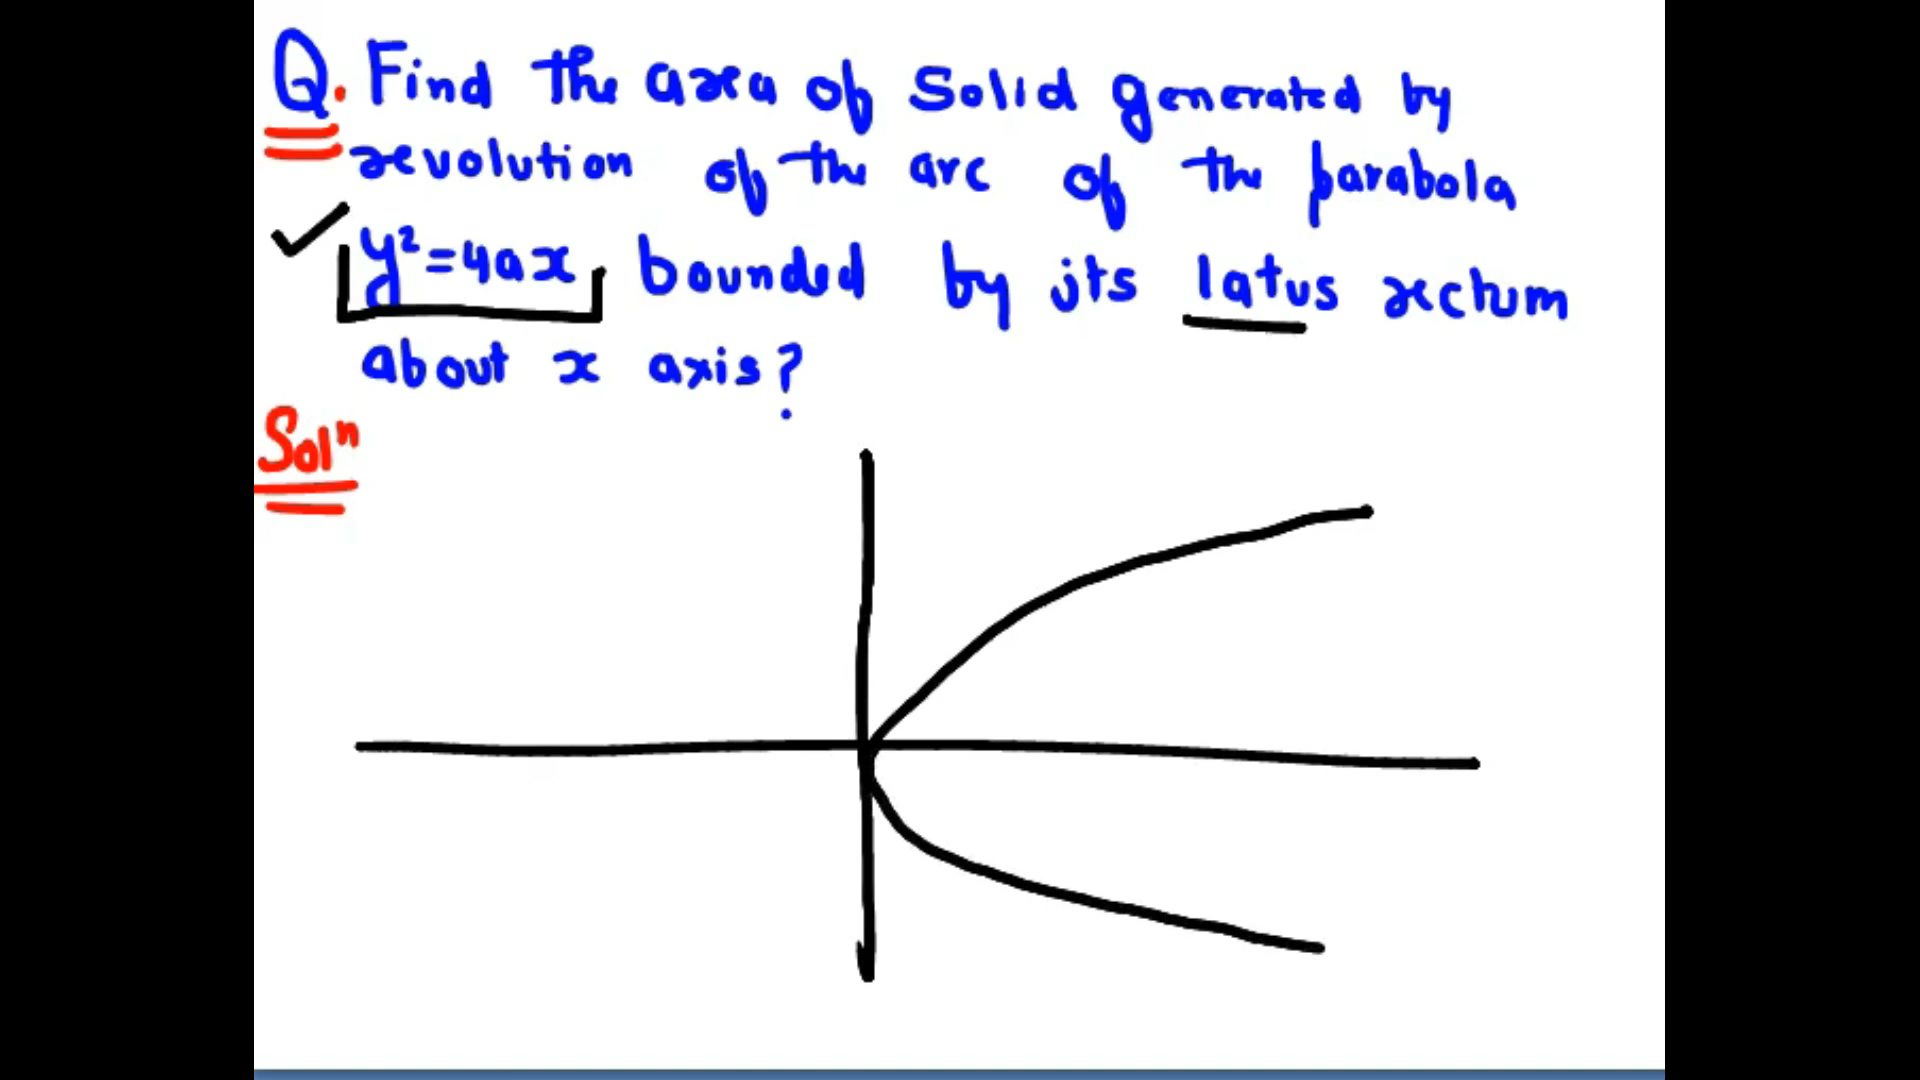 Q. Find the area of Solid generated by
revolution of the arc of the parabola
y²=4ax bounded by its latus rectum
about x axis?
Solⁿ